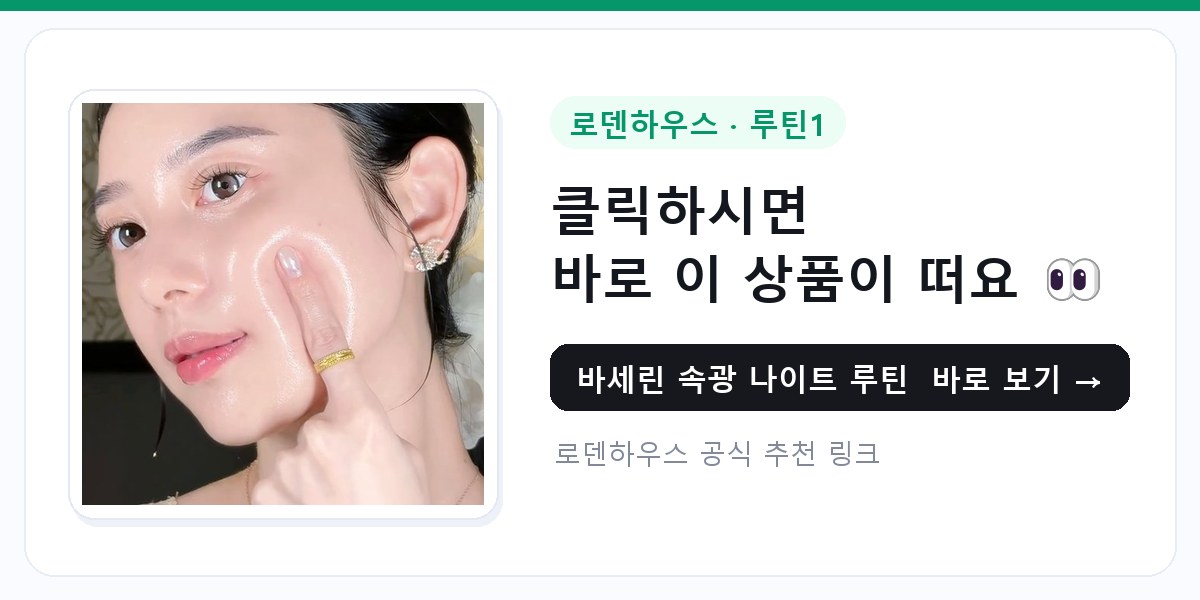 로덴하우스 · 루틴1
클릭하시면
바로 이 상품이 떠요 👀
바세린 속광 나이트 루틴 바로 보기 →
로덴하우스 공식 추천 링크